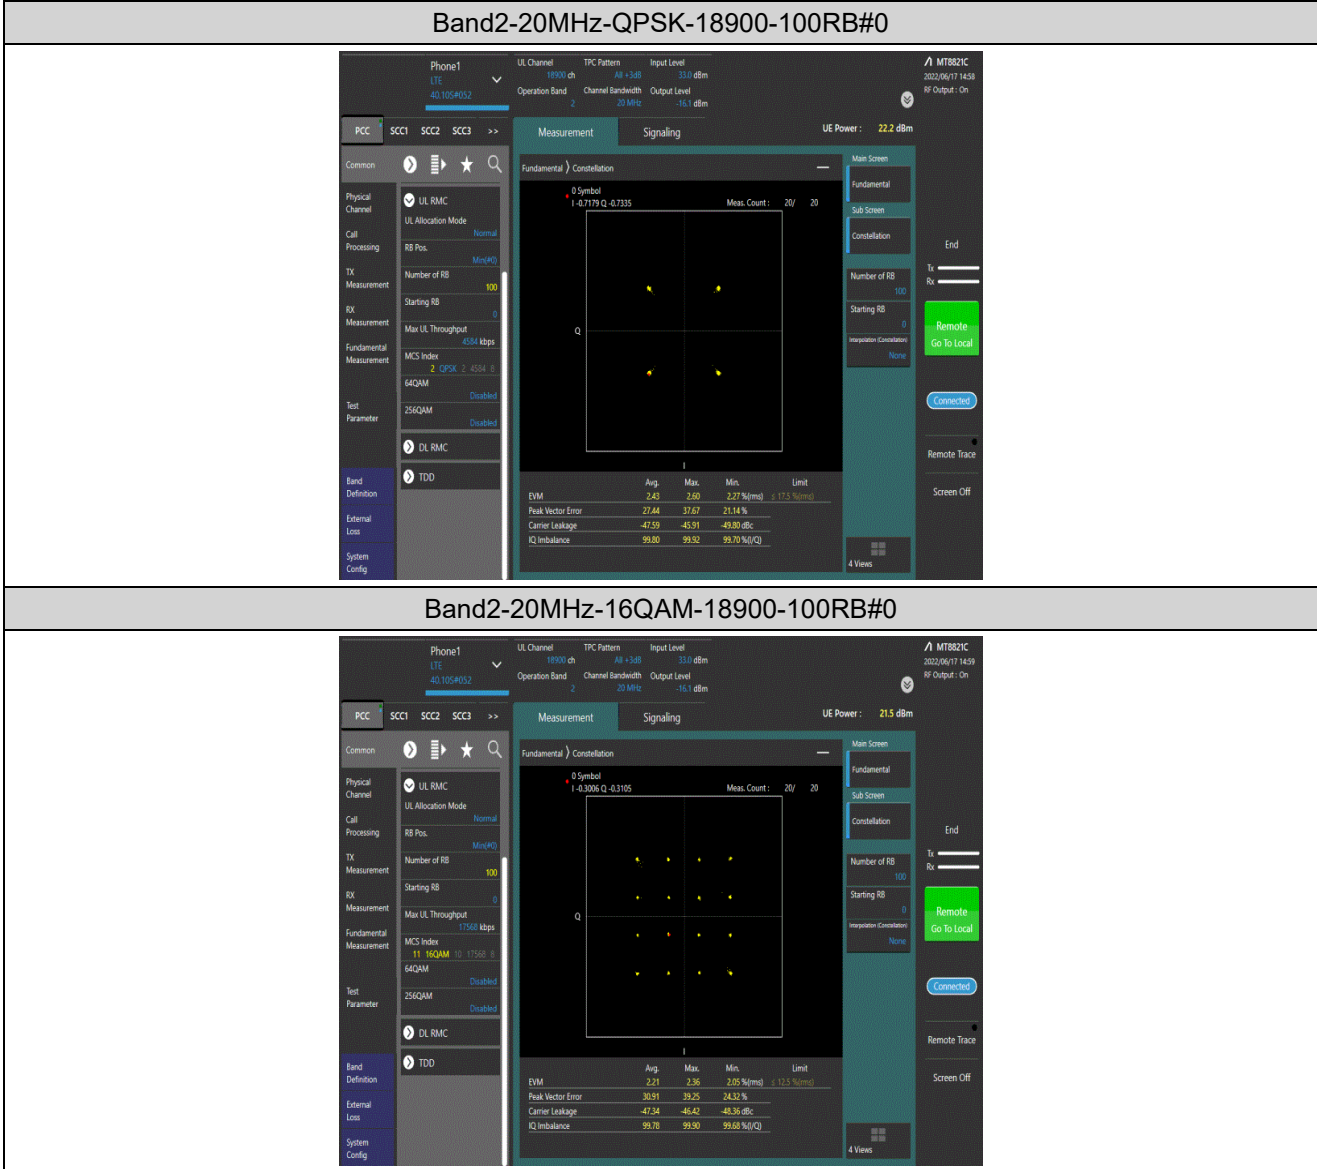 Band2-20MHz-QPSK-18900-100RB#0
Phone1
LTE
40.105#052
UL Channel TPC Pattern Input Level
18900 ch All +3dB 33.0 dBm
Operation Band Channel Bandwidth Output Level
2 20 MHz -16.1 dBm
MT8821C
2022/06/17 14:58
RF Output : On
PCC SCC1 SCC2 SCC3 >>
Measurement Signaling
UE Power : 22.2 dBm
Common
Physical
Channel
Call
Processing
TX
Measurement
RX
Measurement
Fundamental
Measurement
Test
Parameter
Band
Definition
External
Loss
System
Config
UL RMC
UL Allocation Mode
Normal
RB Pos.
Min(#0)
Number of RB
100
Starting RB
0
Max UL Throughput
4584 kbps
MCS Index
2 QPSK 2 4584 8
64QAM
Disabled
256QAM
Disabled
DL RMC
TDD
Fundamental Constellation
0 Symbol
I -0.7179 Q -0.7335 Meas. Count : 20/ 20
Q
I
Avg. Max. Min. Limit
EVM 2.43 2.60 2.27 %(rms) ≤ 17.5 %(rms)
Peak Vector Error 27.44 37.67 21.14 %
Carrier Leakage -47.59 -45.91 -49.80 dBc
IQ Imbalance 99.80 99.92 99.70 %(I/Q)
Main Screen
Fundamental
Sub Screen
Constellation
Number of RB
100
Starting RB
0
Interpolation (Constellation)
None
4 Views
End
Tx
Rx
Remote
Go To Local
Connected
Remote Trace
Screen Off
Band2-20MHz-16QAM-18900-100RB#0
Phone1
LTE
40.105#052
UL Channel TPC Pattern Input Level
18900 ch All +3dB 33.0 dBm
Operation Band Channel Bandwidth Output Level
2 20 MHz -16.1 dBm
MT8821C
2022/06/17 14:59
RF Output : On
PCC SCC1 SCC2 SCC3 >>
Measurement Signaling
UE Power : 21.5 dBm
Common
Physical
Channel
Call
Processing
TX
Measurement
RX
Measurement
Fundamental
Measurement
Test
Parameter
Band
Definition
External
Loss
System
Config
UL RMC
UL Allocation Mode
Normal
RB Pos.
Min(#0)
Number of RB
100
Starting RB
0
Max UL Throughput
17568 kbps
MCS Index
11 16QAM 10 17568 8
64QAM
Disabled
256QAM
Disabled
DL RMC
TDD
Fundamental Constellation
0 Symbol
I -0.3006 Q -0.3105 Meas. Count : 20/ 20
Q
I
Avg. Max. Min. Limit
EVM 2.21 2.36 2.05 %(rms) ≤ 12.5 %(rms)
Peak Vector Error 30.91 39.25 24.32 %
Carrier Leakage -47.34 -46.42 -48.36 dBc
IQ Imbalance 99.78 99.90 99.68 %(I/Q)
Main Screen
Fundamental
Sub Screen
Constellation
Number of RB
100
Starting RB
0
Interpolation (Constellation)
None
4 Views
End
Tx
Rx
Remote
Go To Local
Connected
Remote Trace
Screen Off